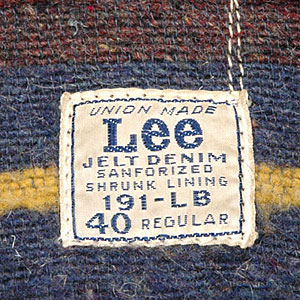 UNION MADE
Lee
JELT DENIM
SANFORIZED
SHRUNK LINING
191-LB
40 REGULAR